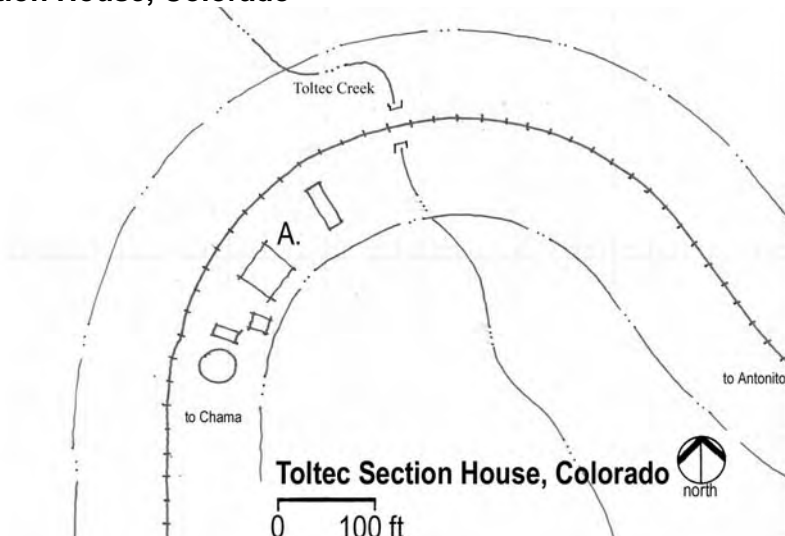 Toltec Creek
A.
to Antonito
to Chama
Toltec Section House, Colorado
north
0 100 ft